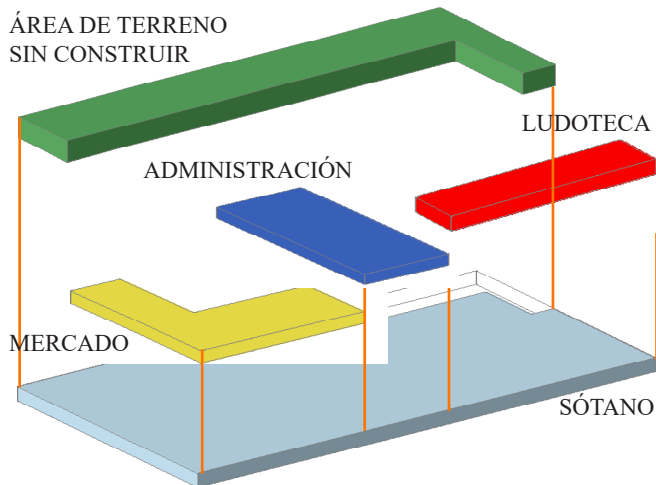 ÁREA DE TERRENO
SIN CONSTRUIR
LUDOTECA
ADMINISTRACIÓN
MERCADO
SÓTANO